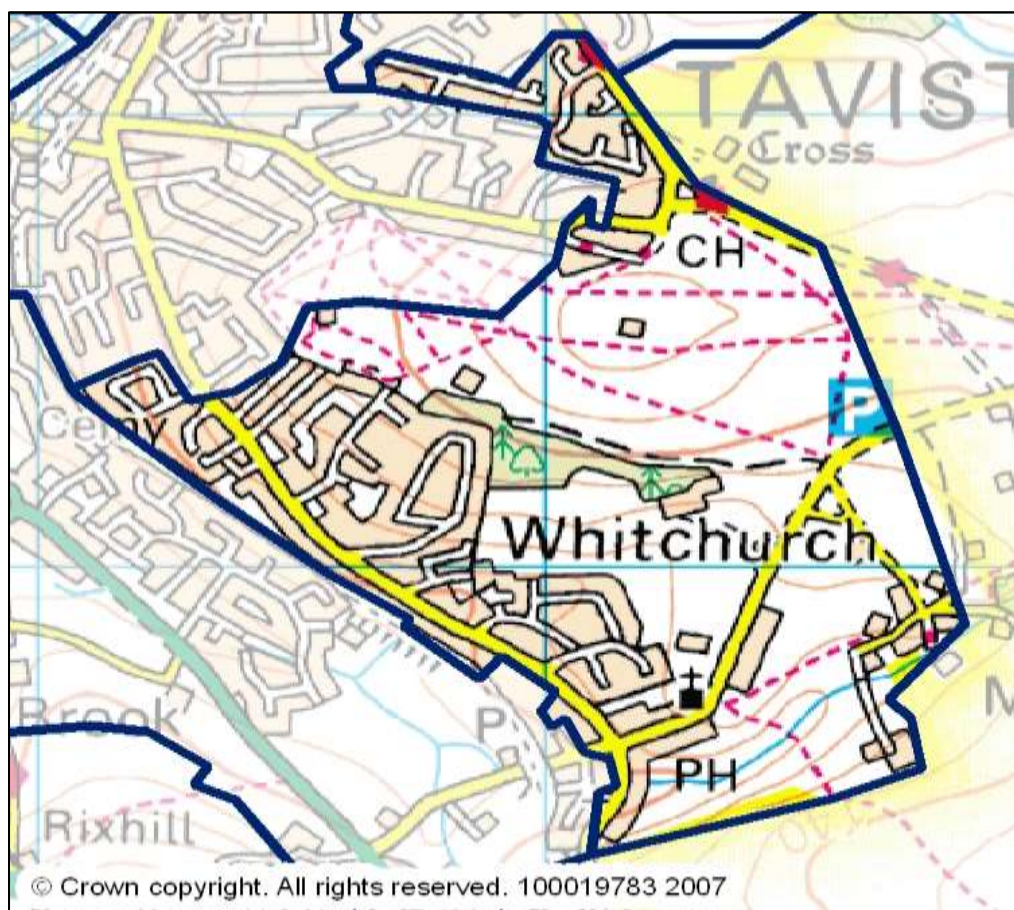 TAVIST
Cross
CH
P
Whitchurch
Brook
P
PH
Rixhill
© Crown copyright. All rights reserved. 100019783 2007